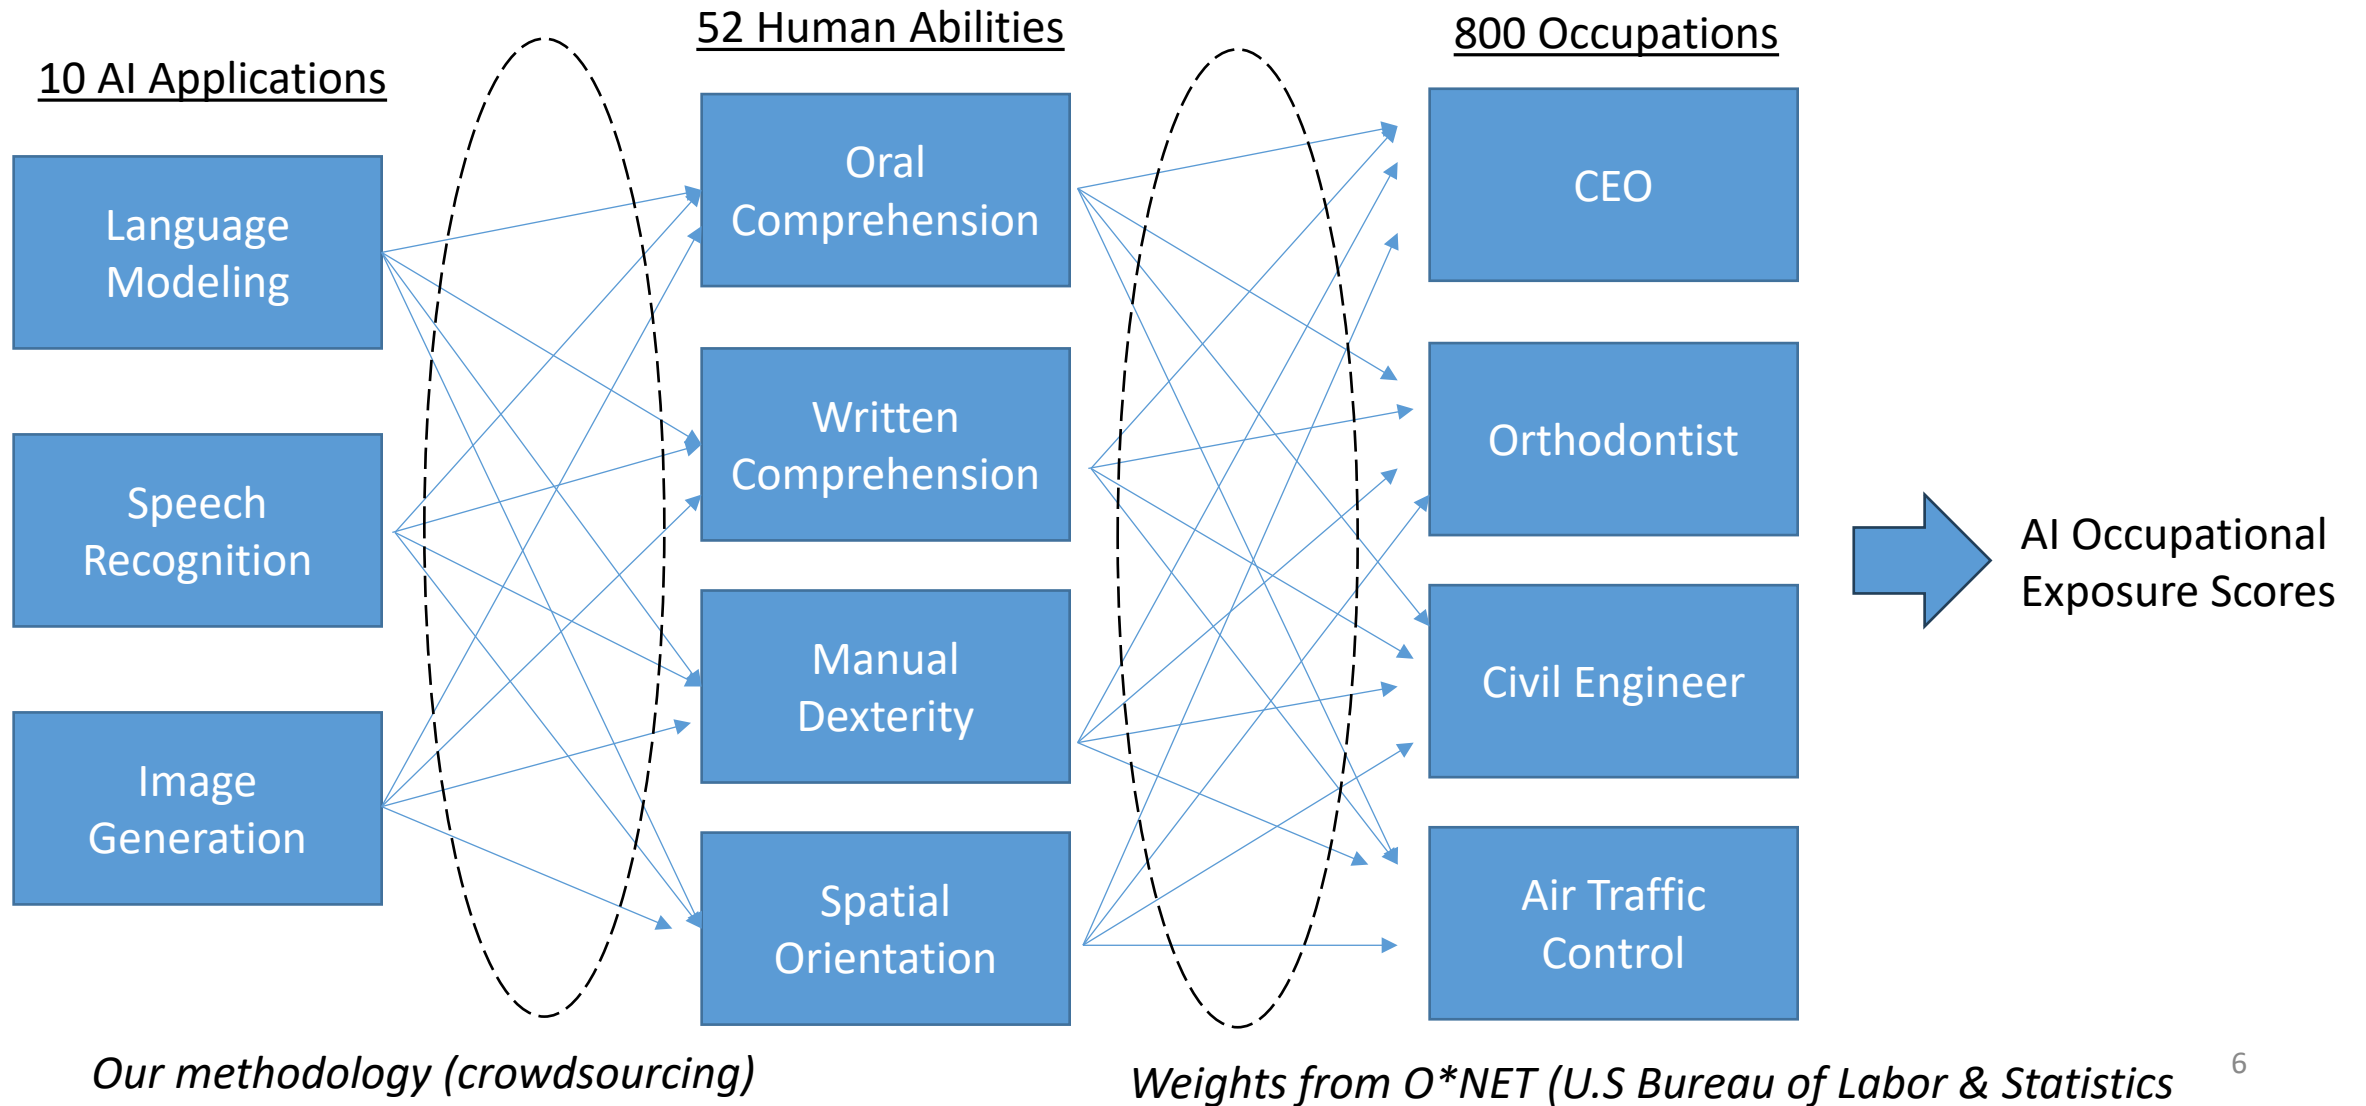 10 AI Applications
52 Human Abilities
800 Occupations
Language
Modeling
Speech
Recognition
Image
Generation
Oral
Comprehension
Written
Comprehension
Manual
Dexterity
Spatial
Orientation
CEO
Orthodontist
Civil Engineer
Air Traffic
Control
AI Occupational
Exposure Scores
Our methodology (crowdsourcing)
Weights from O*NET (U.S Bureau of Labor & Statistics
6